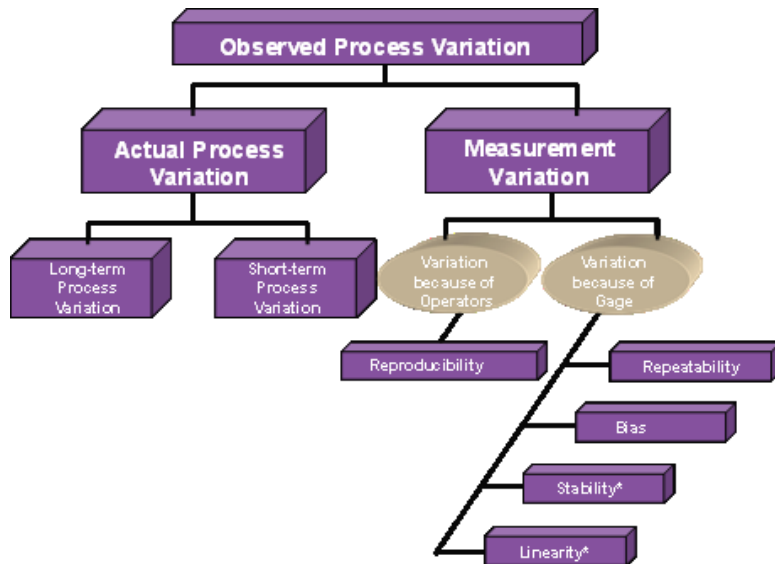 Observed Process Variation
Actual Process
Variation
Measurement
Variation
Long-term
Process
Variation
Short-term
Process
Variation
Variation
because of
Operators
Variation
because of
Gage
Reproducibility
Repeatability
Bias
Stability*
Linearity*